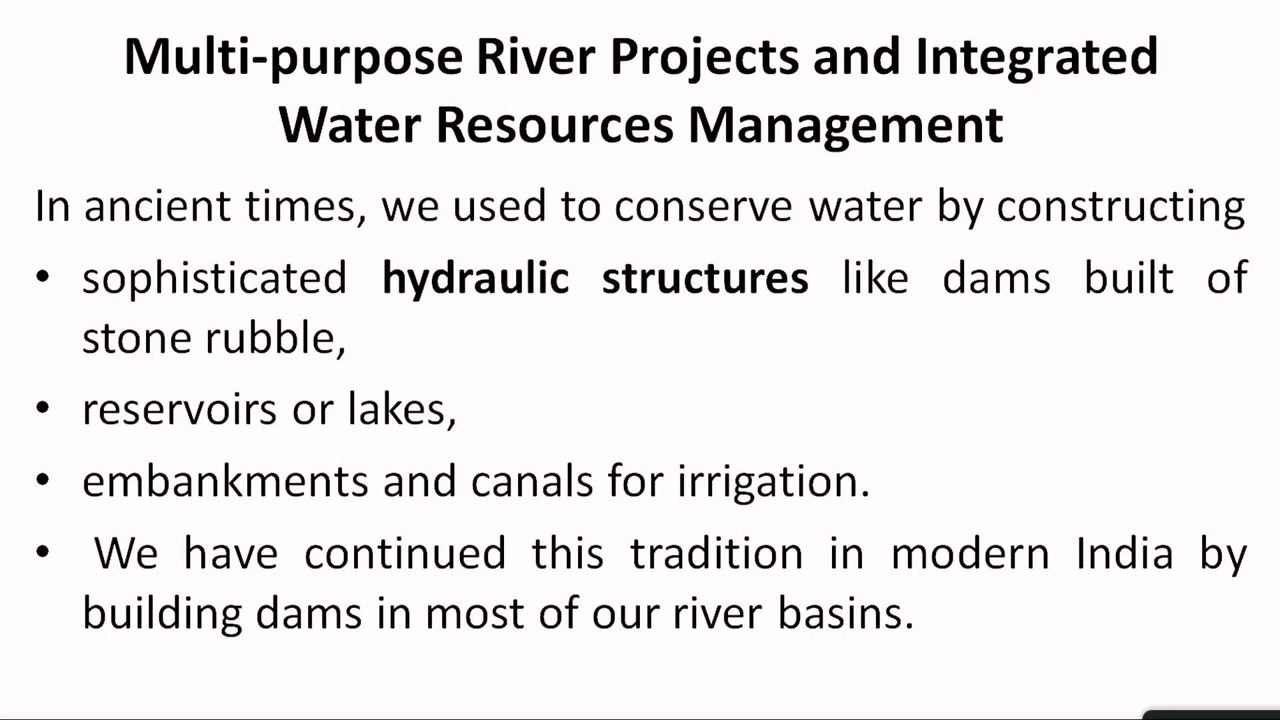 Multi-purpose River Projects and Integrated
Water Resources Management
In ancient times, we used to conserve water by constructing
• sophisticated hydraulic structures like dams built of
stone rubble,
• reservoirs or lakes,
• embankments and canals for irrigation.
• We have continued this tradition in modern India by
building dams in most of our river basins.